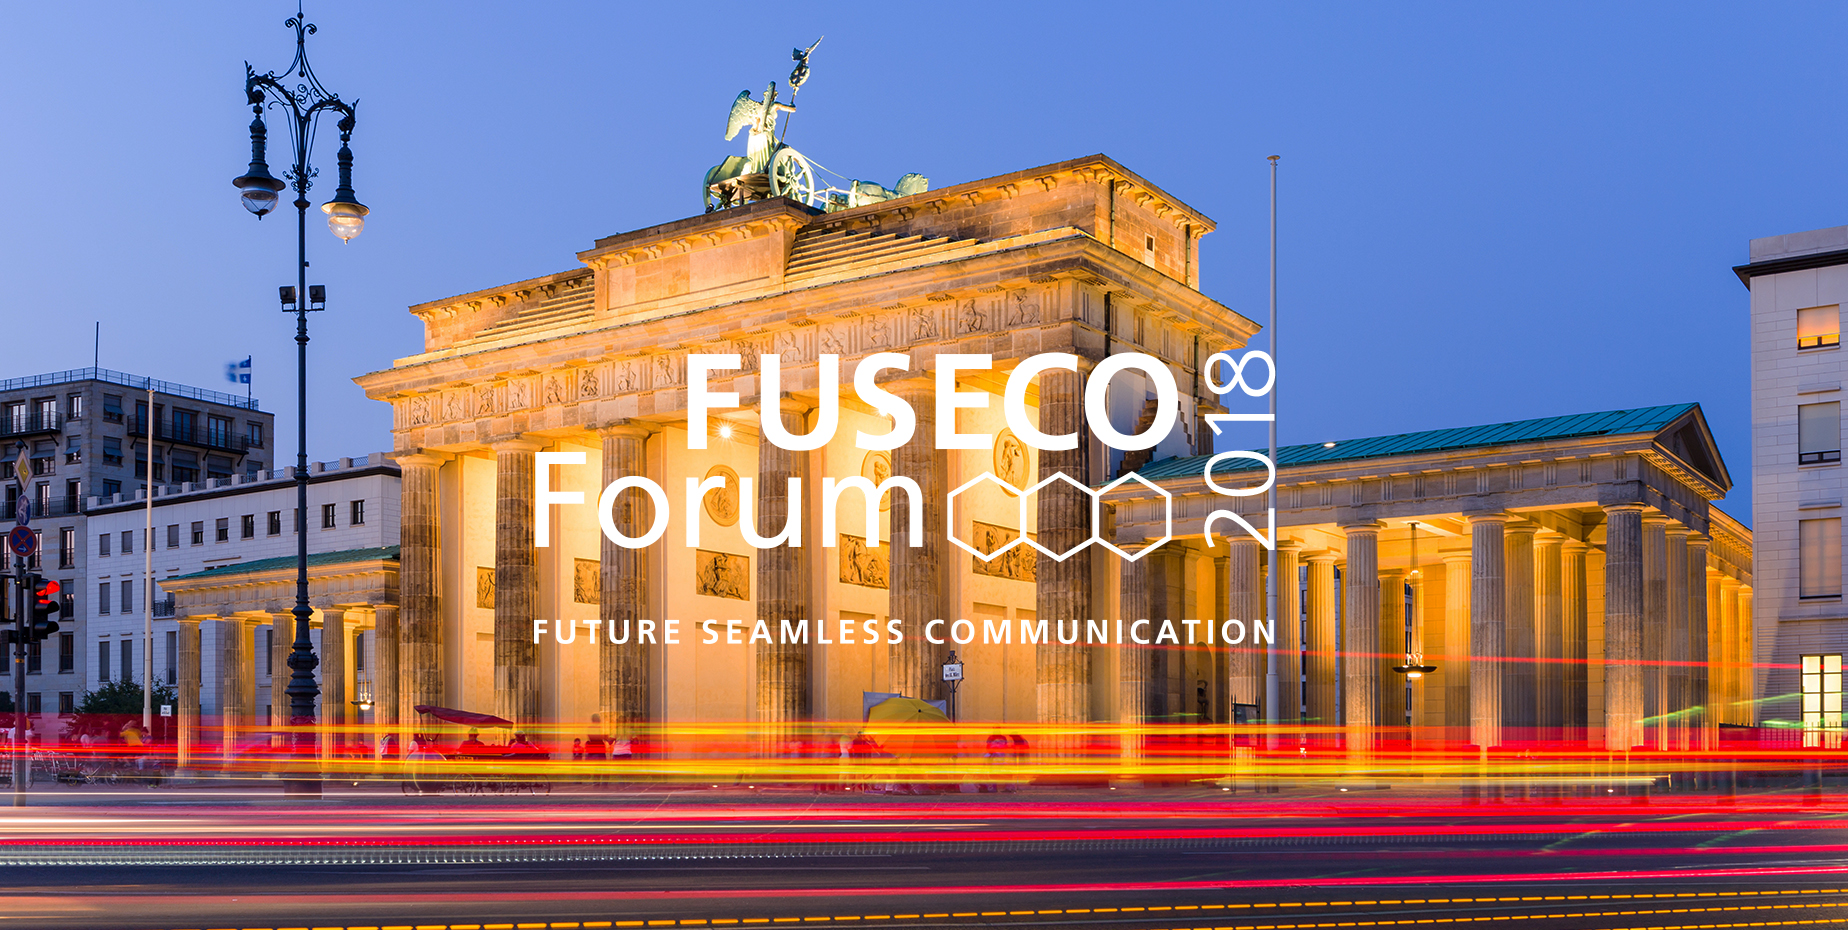 FUSECO
Forum
2018
FUTURE SEAMLESS COMMUNICATION